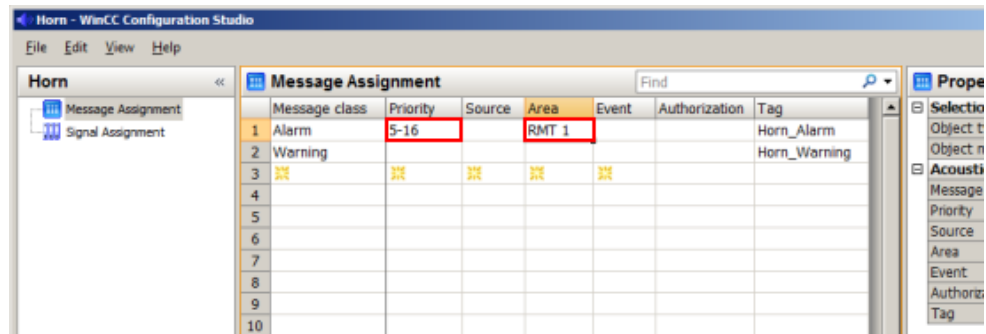 Horn - WinCC Configuration Studio
File Edit View Help
Horn «
Message Assignment
Signal Assignment
Message Assignment Find
Message class Priority Source Area Event Authorization Tag
1 Alarm 5-16 RMT 1 Horn_Alarm
2 Warning Horn_Warning
3
4
5
6
7
8
9
10
Prope
Selectio
Object t
Object n
Acousti
Message
Priority
Source
Area
Event
Authoriza
Tag